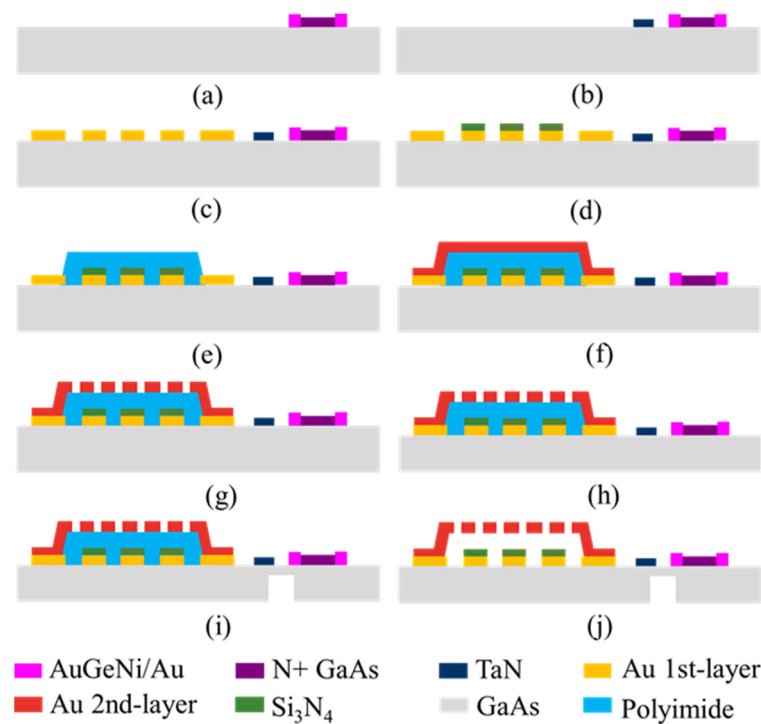 (a)
(b)
(c)
(d)
(e)
(f)
(g)
(h)
(i)
(j)
AuGeNi/Au N+ GaAs TaN Au 1st-layer
Au 2nd-layer Si₃N₄ GaAs Polyimide